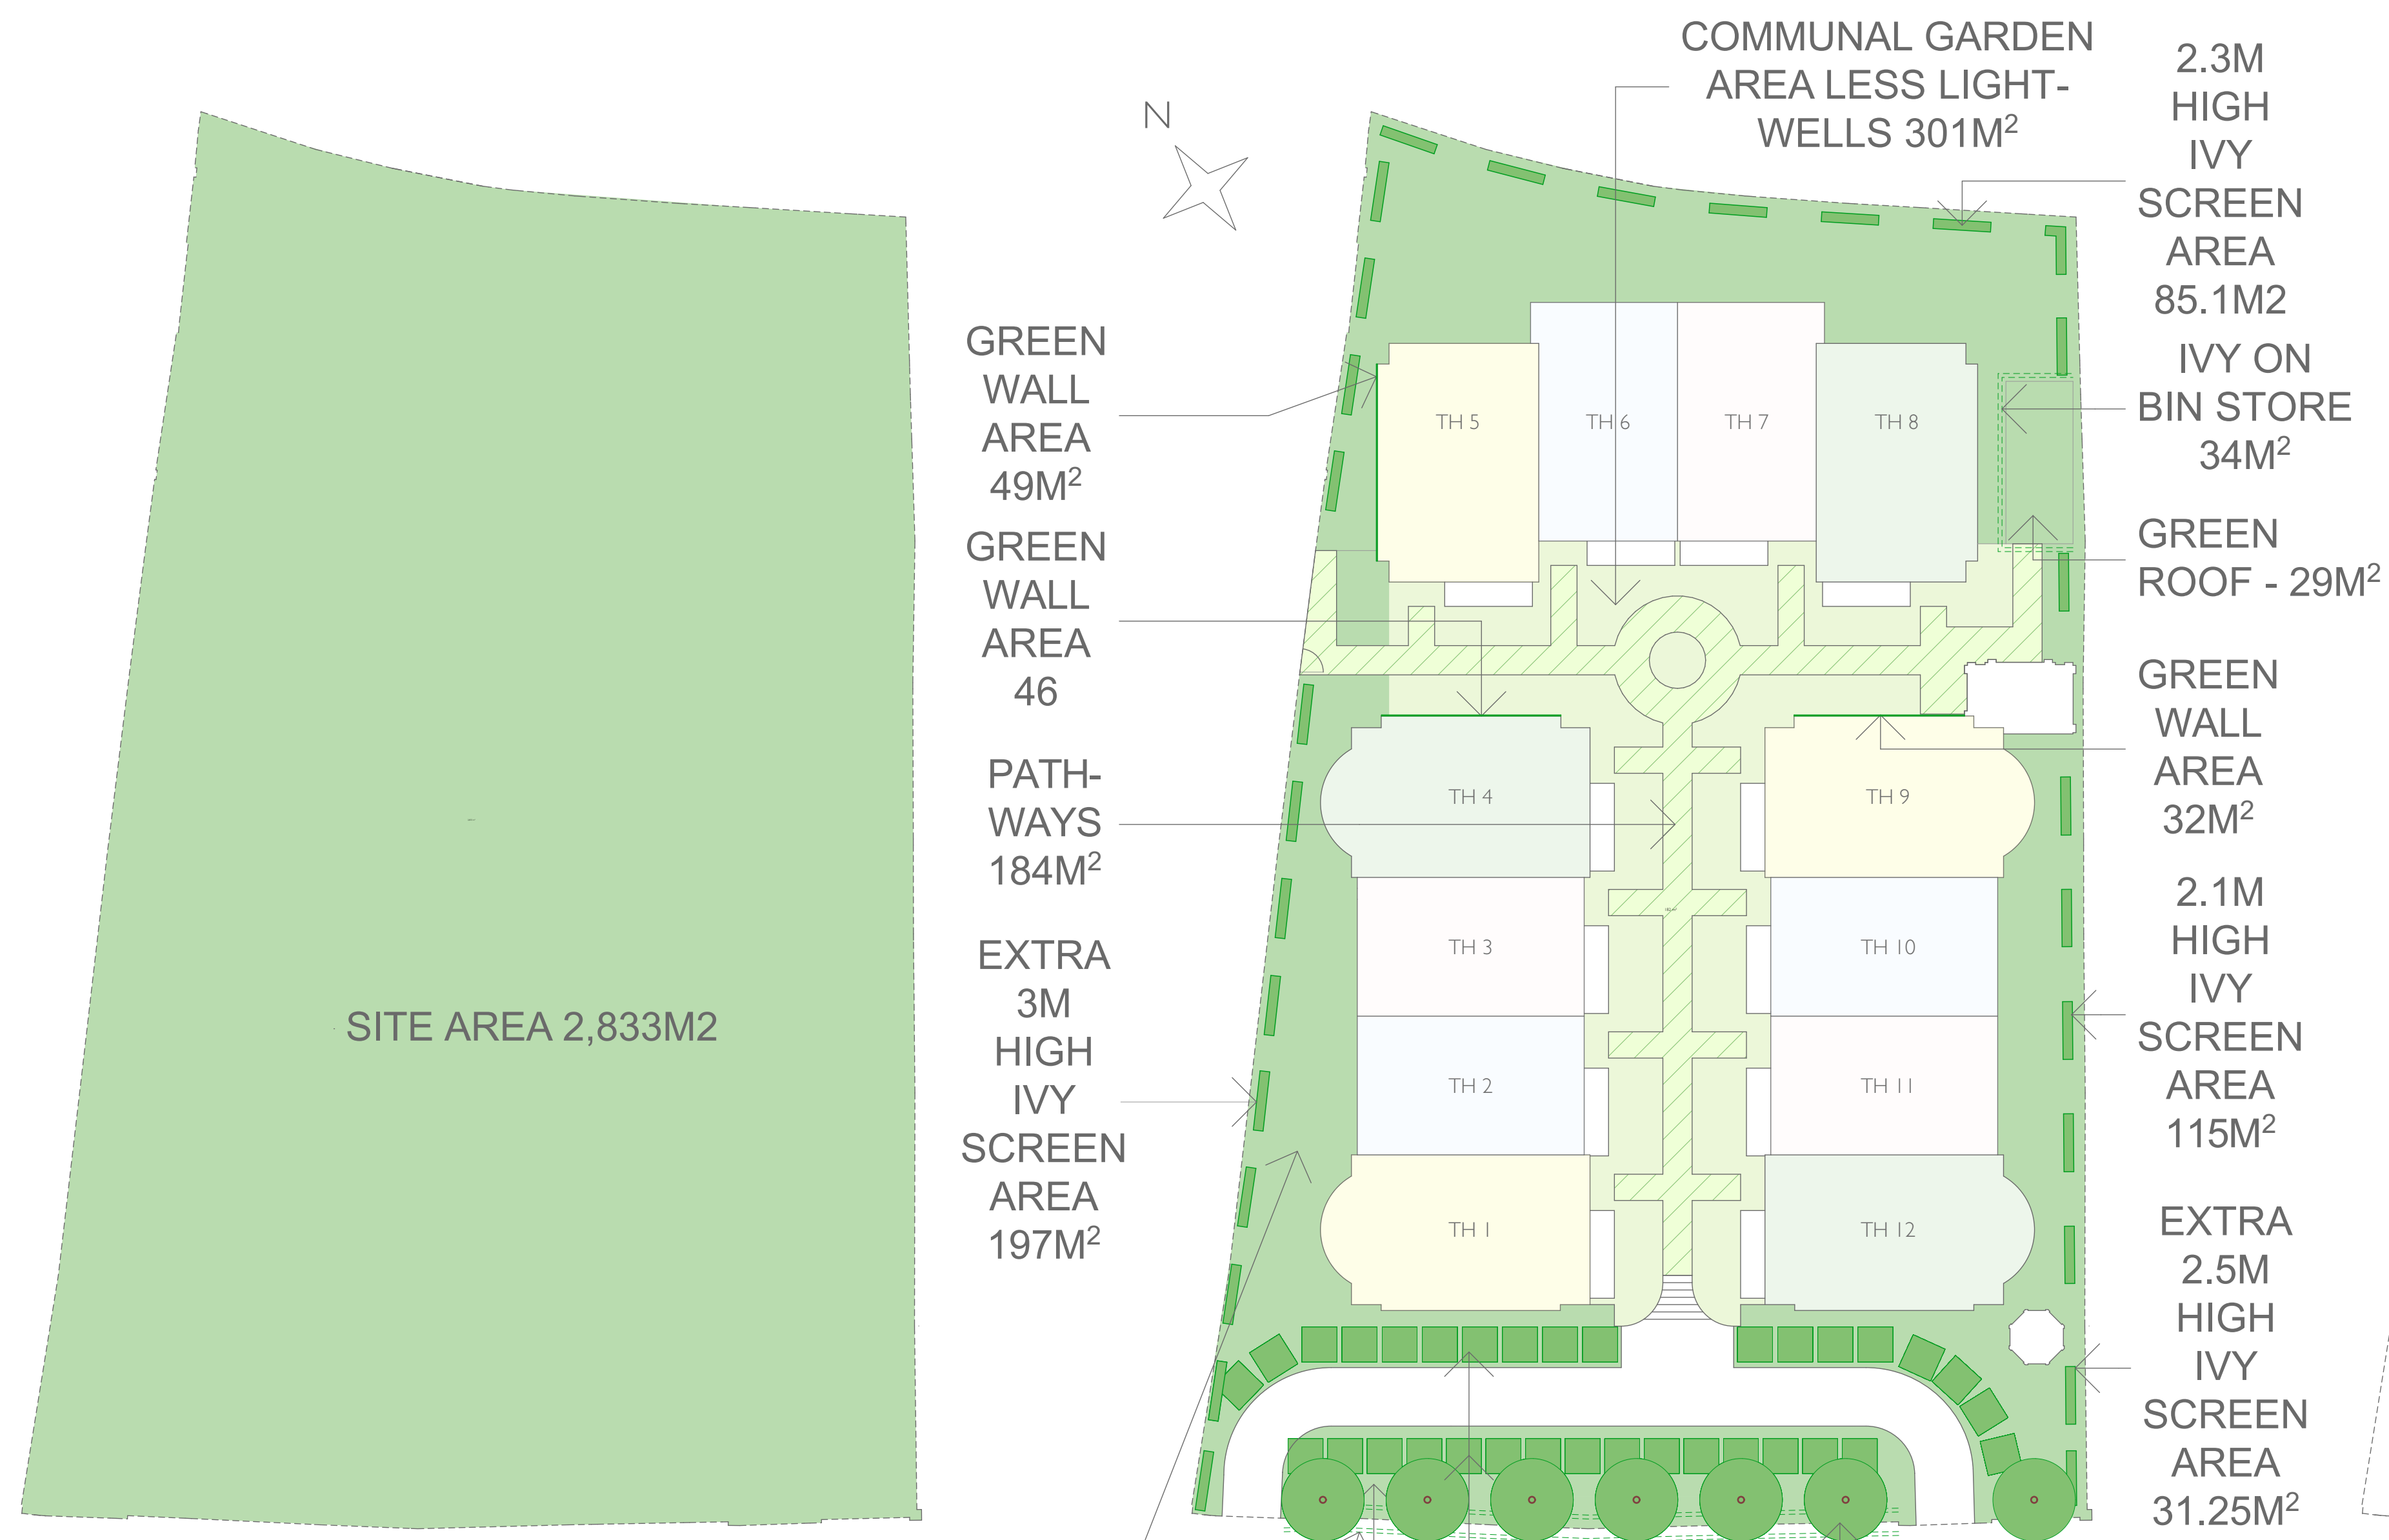 COMMUNAL GARDEN
AREA LESS LIGHT-
WELLS 301M²
2.3M
HIGH
IVY
SCREEN
AREA
85.1M2
N
GREEN
WALL
AREA
49M²
IVY ON
BIN STORE
34M²
TH 5
TH 6
TH 7
TH 8
GREEN
WALL
AREA
46
GREEN
ROOF - 29M²
GREEN
WALL
AREA
32M²
PATH-
WAYS
184M²
TH 4
TH 9
2.1M
HIGH
IVY
SCREEN
AREA
115M²
EXTRA
3M
HIGH
IVY
SCREEN
AREA
197M²
TH 3
TH 10
SITE AREA 2,833M2
TH 2
TH 11
TH 1
TH 12
EXTRA
2.5M
HIGH
IVY
SCREEN
AREA
31.25M²